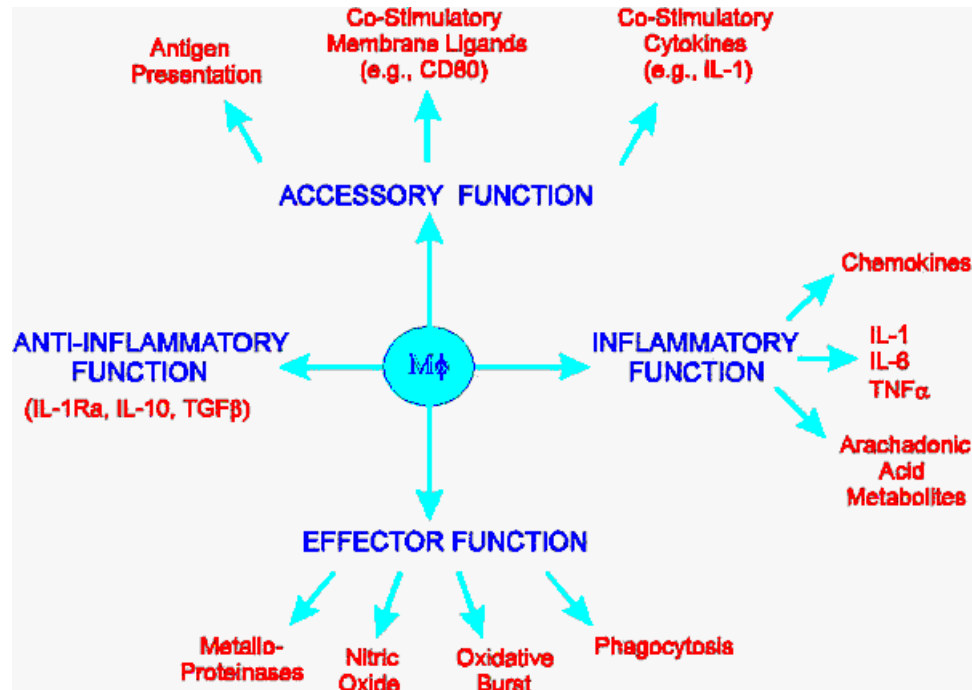 Antigen
Presentation
Co-Stimulatory
Membrane Ligands
(e.g., CD80)
Co-Stimulatory
Cytokines
(e.g., IL-1)
ACCESSORY FUNCTION
Chemokines
ANTI-INFLAMMATORY
FUNCTION
(IL-1Ra, IL-10, TGFβ)
Mϕ
INFLAMMATORY
FUNCTION
IL-1
IL-6
TNFα
Arachadonic
Acid
Metabolites
EFFECTOR FUNCTION
Metallo-
Proteinases
Nitric
Oxide
Oxidative
Burst
Phagocytosis